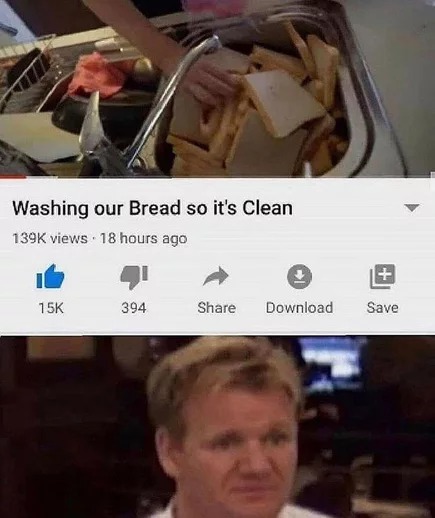 Washing our Bread so it's Clean
139K views · 18 hours ago
15K 394 Share Download Save